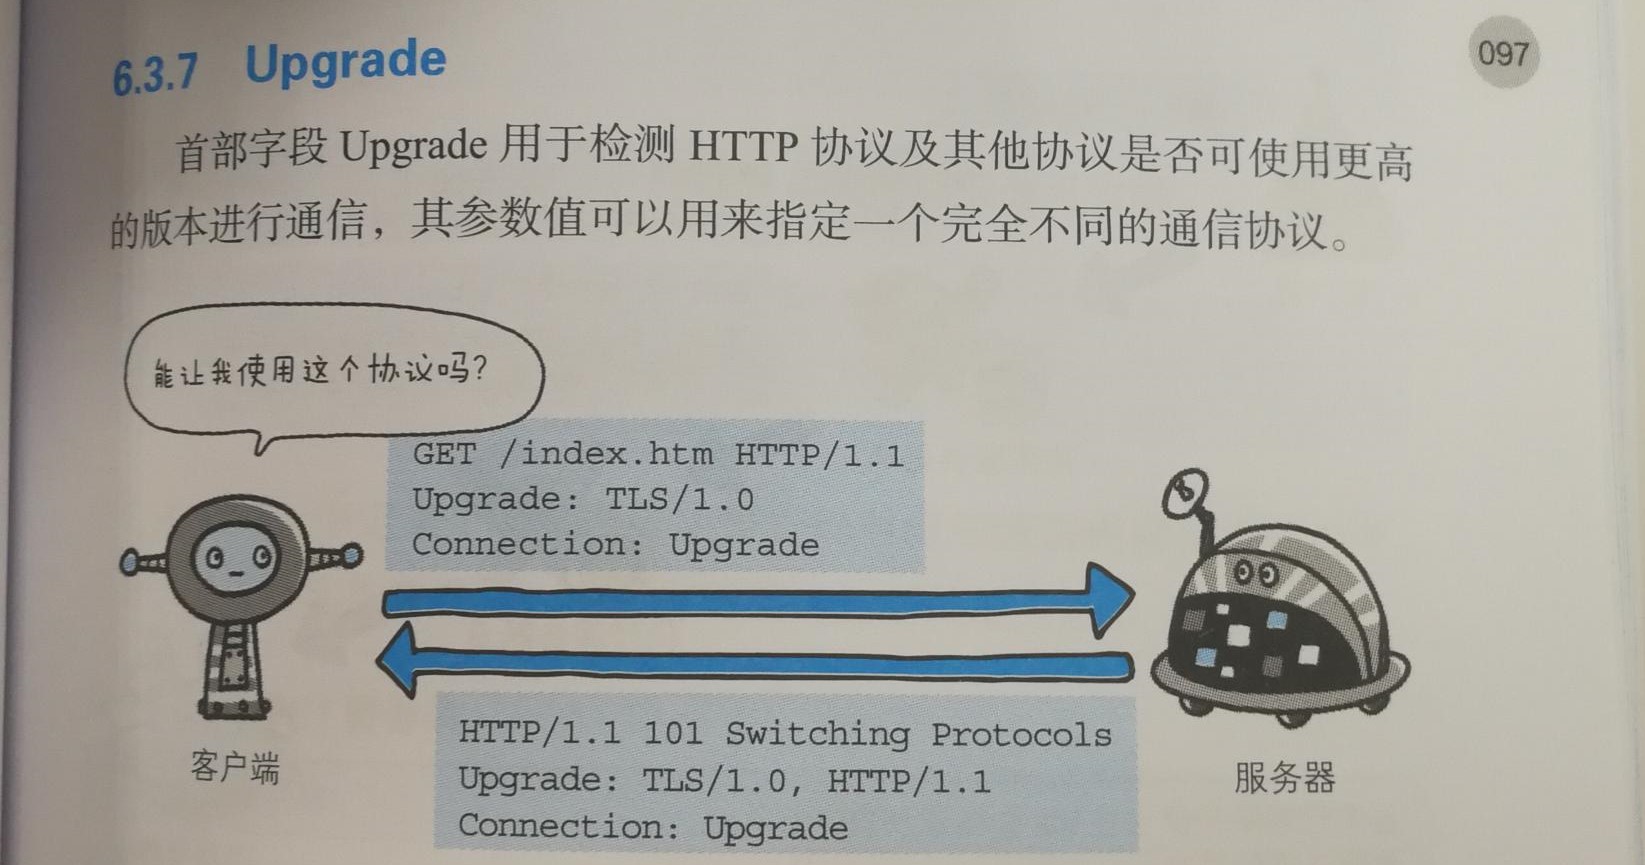 6.3.7 Upgrade
097
首部字段 Upgrade 用于检测 HTTP 协议及其他协议是否可使用更高
的版本进行通信，其参数值可以用来指定一个完全不同的通信协议。
能让我使用这个协议吗?
GET /index.htm HTTP/1.1
Upgrade: TLS/1.0
Connection: Upgrade
HTTP/1.1 101 Switching Protocols
Upgrade: TLS/1.0, HTTP/1.1
Connection: Upgrade
客户端
服务器